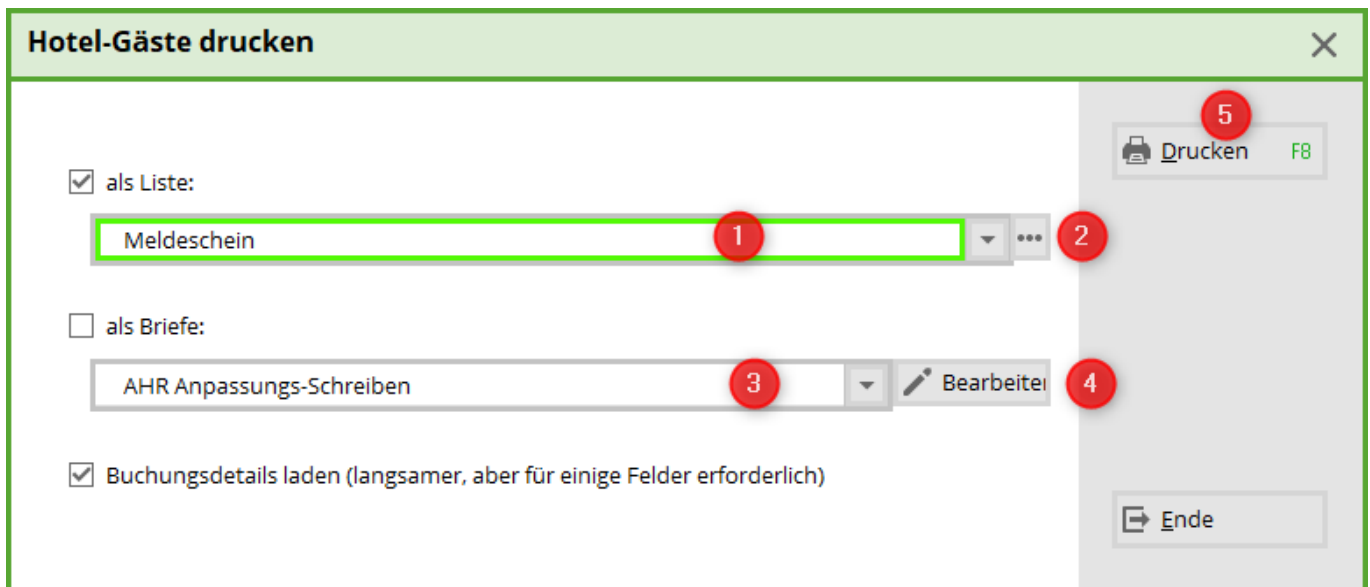 Hotel-Gäste drucken
5
Drucken F8
als Liste:
Meldeschein 1 2
als Briefe:
AHR Anpassungs-Schreiben 3 Bearbeiter 4
Buchungsdetails laden (langsamer, aber für einige Felder erforderlich)
Ende